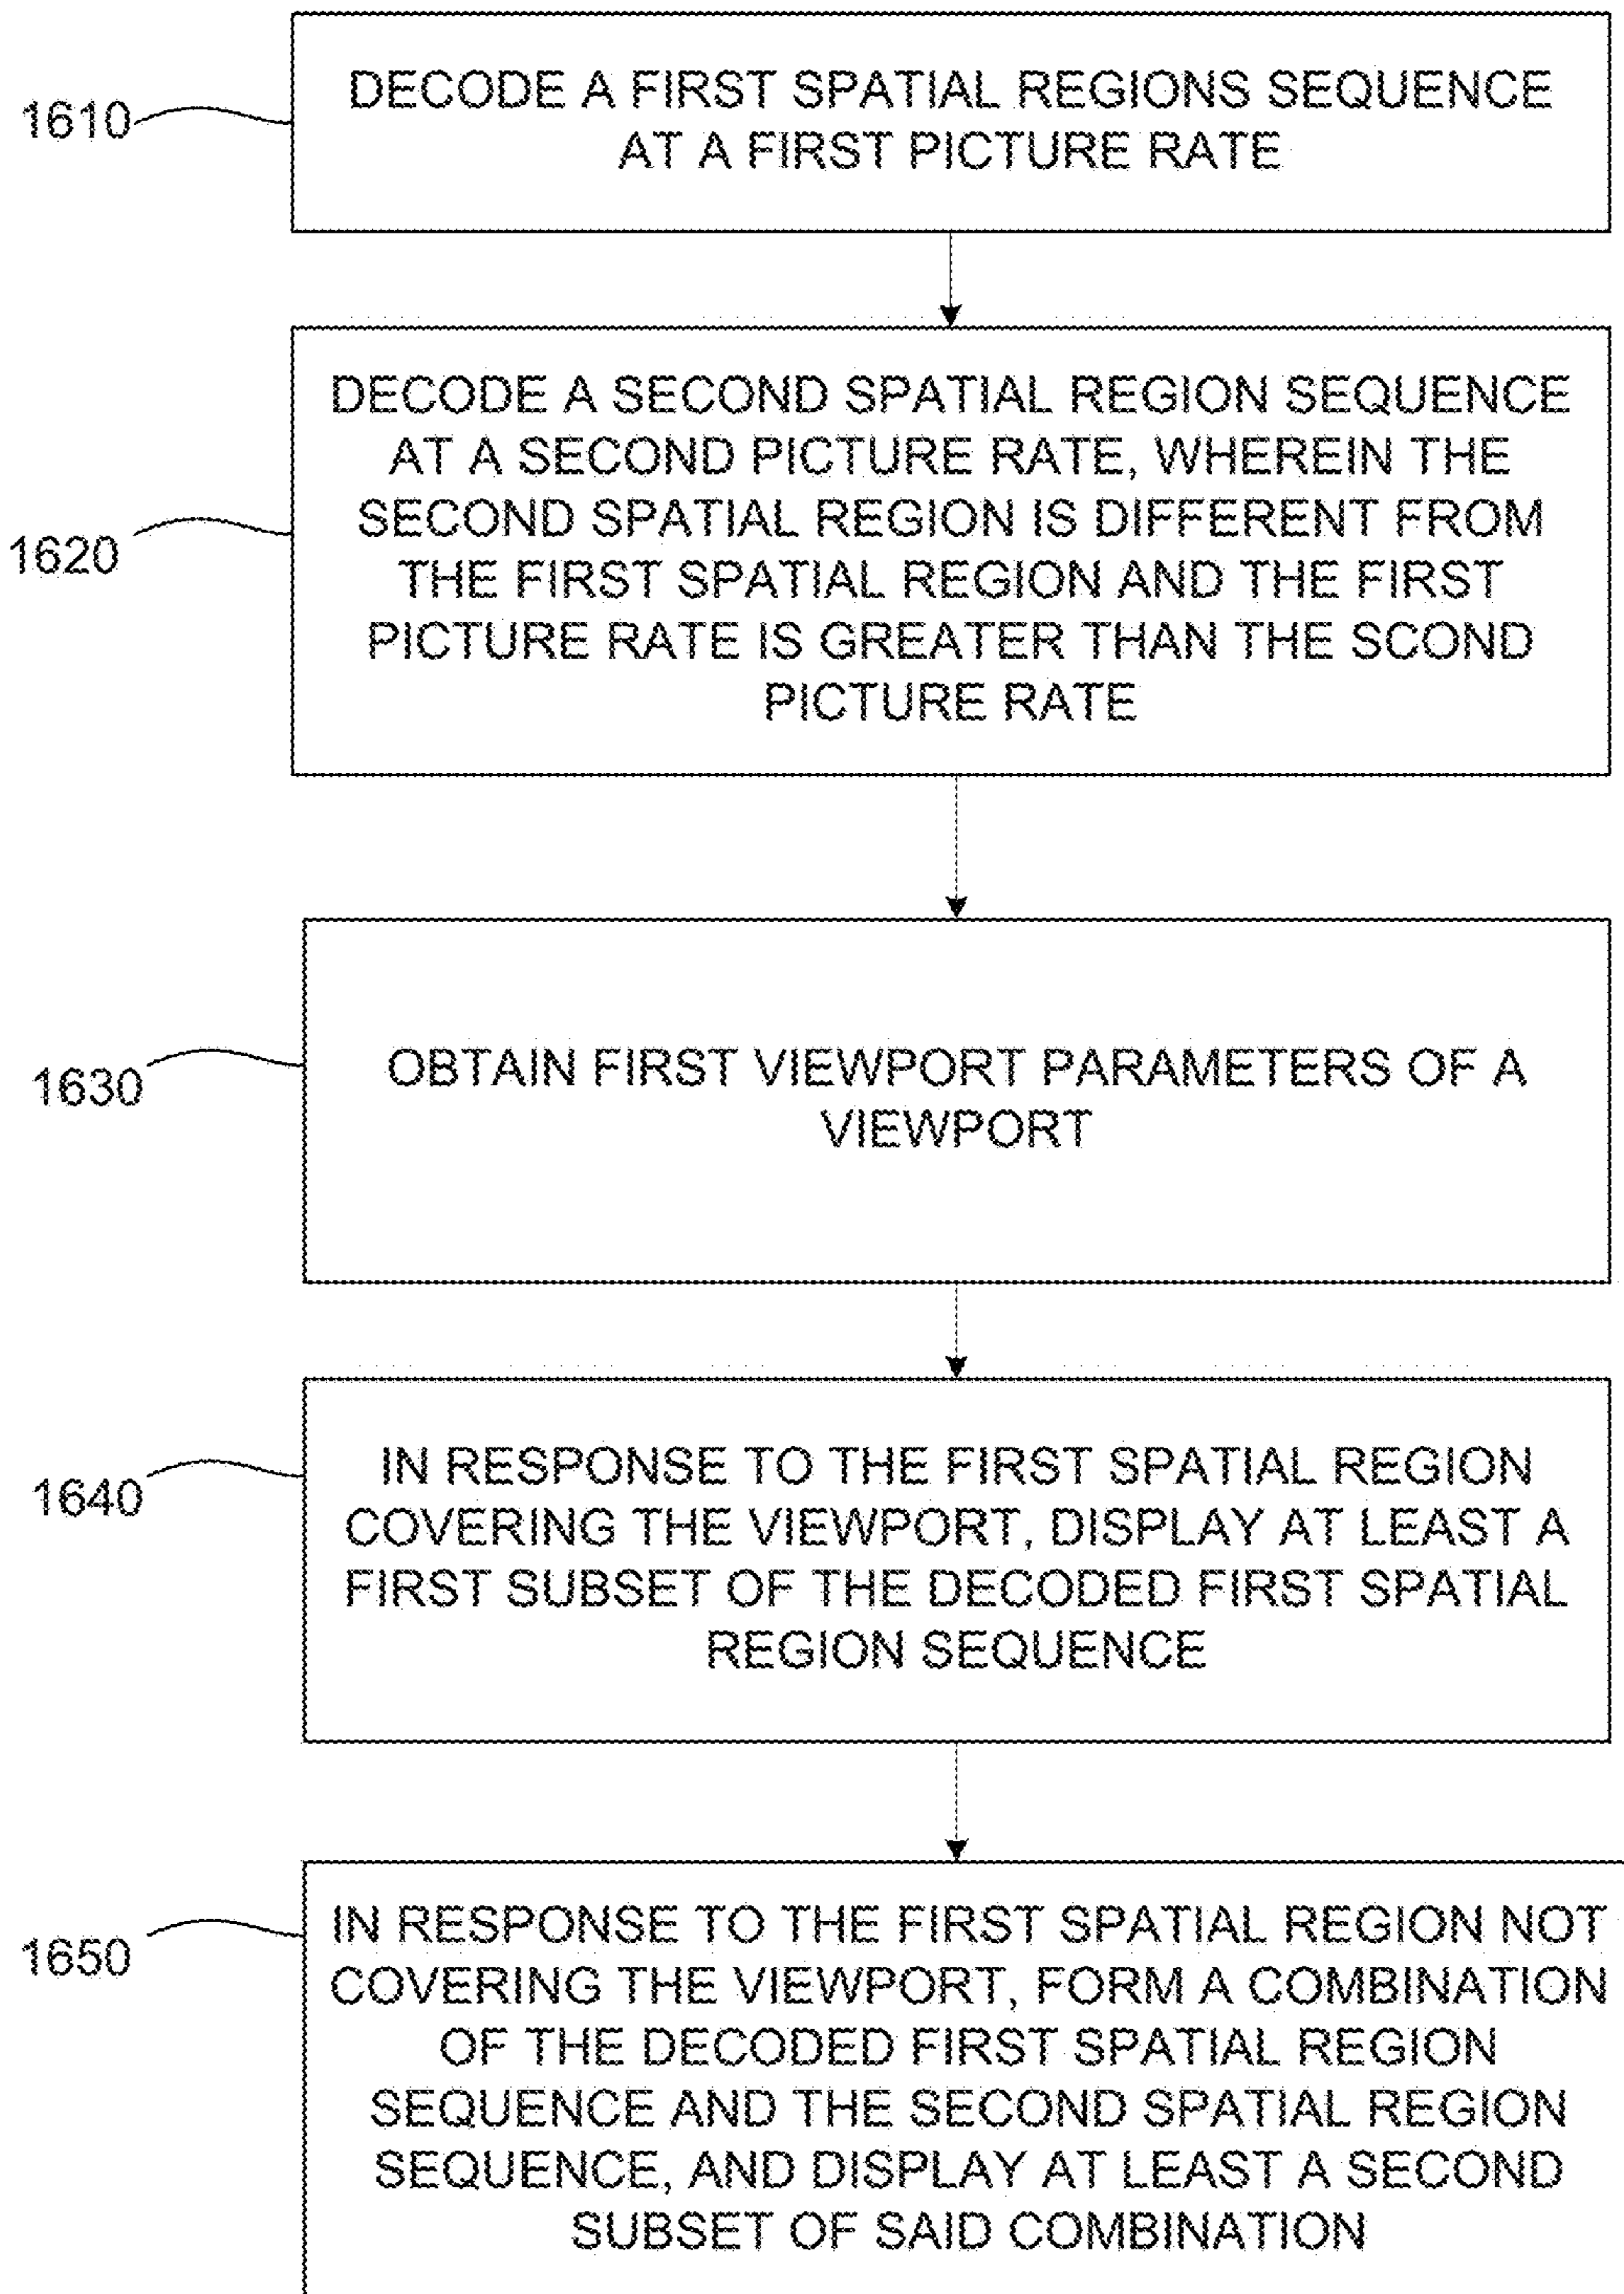 1610
DECODE A FIRST SPATIAL REGIONS SEQUENCE
AT A FIRST PICTURE RATE
1620
DECODE A SECOND SPATIAL REGION SEQUENCE
AT A SECOND PICTURE RATE, WHEREIN THE
SECOND SPATIAL REGION IS DIFFERENT FROM
THE FIRST SPATIAL REGION AND THE FIRST
PICTURE RATE IS GREATER THAN THE SCOND
PICTURE RATE
1630
OBTAIN FIRST VIEWPORT PARAMETERS OF A
VIEWPORT
1640
IN RESPONSE TO THE FIRST SPATIAL REGION
COVERING THE VIEWPORT, DISPLAY AT LEAST A
FIRST SUBSET OF THE DECODED FIRST SPATIAL
REGION SEQUENCE
1650
IN RESPONSE TO THE FIRST SPATIAL REGION NOT
COVERING THE VIEWPORT, FORM A COMBINATION
OF THE DECODED FIRST SPATIAL REGION
SEQUENCE AND THE SECOND SPATIAL REGION
SEQUENCE, AND DISPLAY AT LEAST A SECOND
SUBSET OF SAID COMBINATION